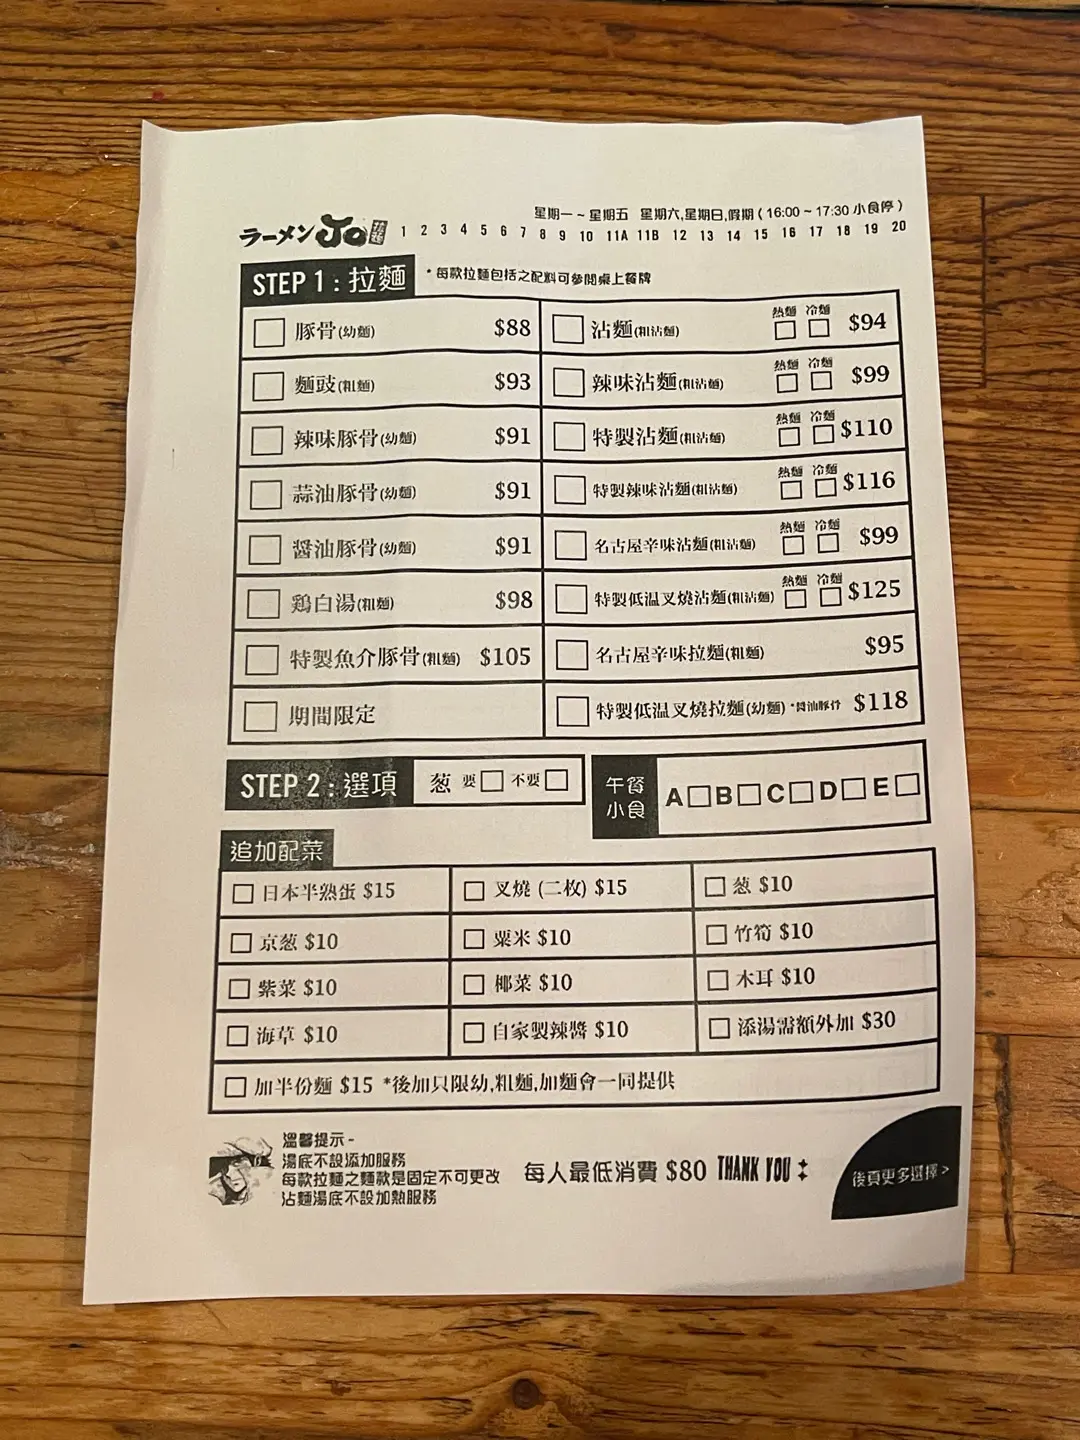 星期一 ~ 星期五 星期六,星期日,假期 ( 16:00 ~ 17:30 小食停 )
ラーメン Jo 1 2 3 4 5 6 7 8 9 10 11A 11B 12 13 14 15 16 17 18 19 20
STEP 1 : 拉麵 * 每款拉麵包括之配料可參閱桌上餐牌
豚骨(幼麵) $88
沾麵(粗沾麵) 熱麵 冷麵 $94
麵豉(粗麵) $93
辣味沾麵(粗沾麵) 熱麵 冷麵 $99
辣味豚骨(幼麵) $91
特製沾麵(粗沾麵) 熱麵 冷麵 $110
蒜油豚骨(幼麵) $91
特製辣味沾麵(粗沾麵) 熱麵 冷麵 $116
醬油豚骨(幼麵) $91
名古屋辛味沾麵(粗沾麵) 熱麵 冷麵 $99
鶏白湯(粗麵) $98
特製低温叉燒沾麵(粗沾麵) 熱麵 冷麵 $125
特製魚介豚骨(粗麵) $105
名古屋辛味拉麵(粗麵) $95
期間限定
特製低温叉燒拉麵(幼麵) *醬油豚骨 $118
STEP 2 : 選項 葱 要 不要
午餐小食 A B C D E
追加配菜
日本半熟蛋 $15 叉燒 (二枚) $15 葱 $10
京葱 $10 粟米 $10 竹筍 $10
紫菜 $10 椰菜 $10 木耳 $10
海草 $10 自家製辣醬 $10 添湯需額外加 $30
加半份麵 $15 *後加只限幼,粗麵,加麵會一同提供
溫馨提示 -
湯底不設添加服務
每款拉麵之麵款是固定不可更改
沾麵湯底不設加熱服務
每人最低消費 $80 THANK YOU
後頁更多選擇 >